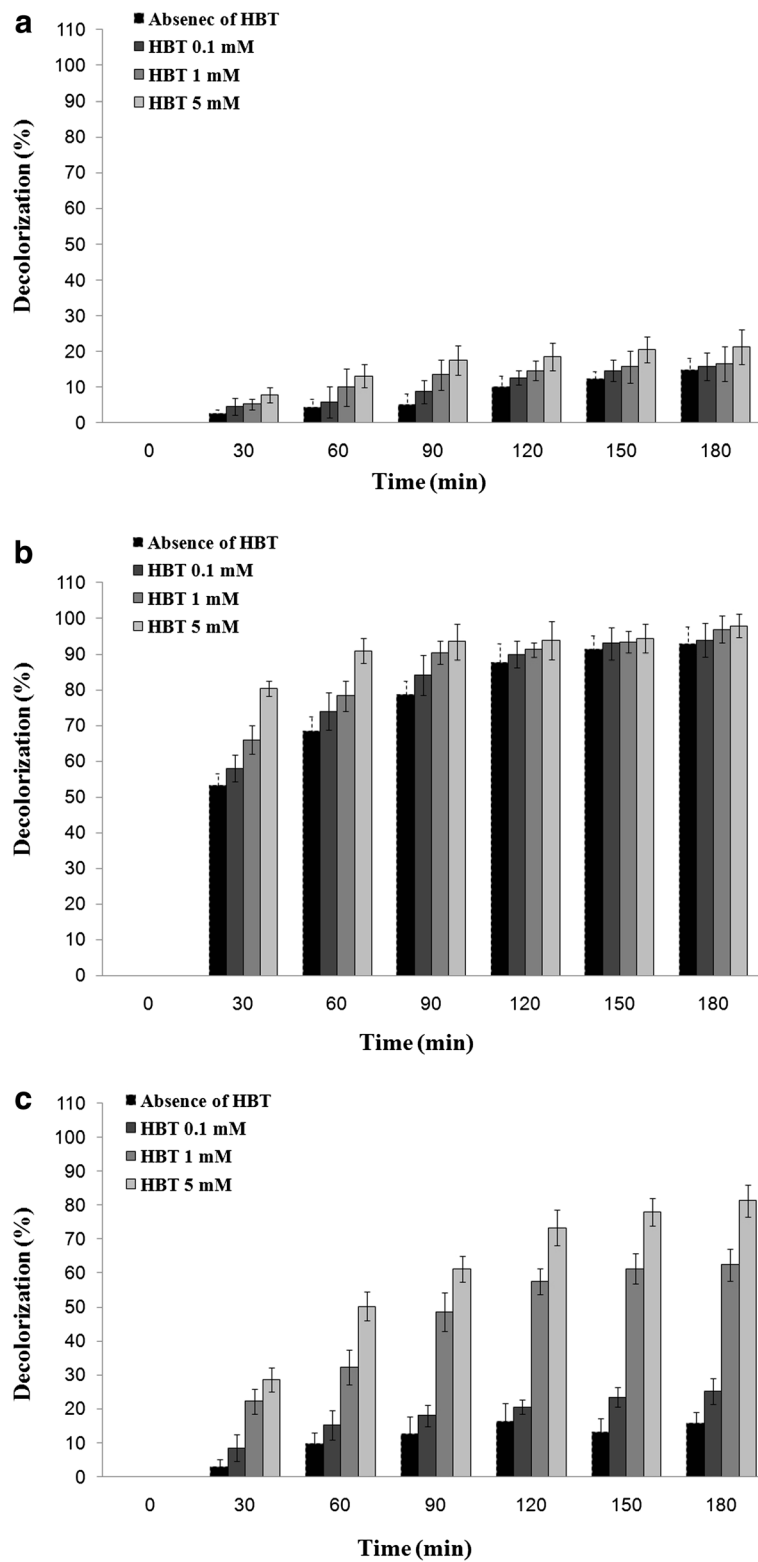 a
Absenec of HBT
HBT 0.1 mM
HBT 1 mM
HBT 5 mM
Decolorization (%)
110
100
90
80
70
60
50
40
30
20
10
0
0 30 60 90 120 150 180
Time (min)
b
Absence of HBT
HBT 0.1 mM
HBT 1 mM
HBT 5 mM
Decolorization (%)
110
100
90
80
70
60
50
40
30
20
10
0
0 30 60 90 120 150 180
Time (min)
c
Absence of HBT
HBT 0.1 mM
HBT 1 mM
HBT 5 mM
Decolorization (%)
110
100
90
80
70
60
50
40
30
20
10
0
0 30 60 90 120 150 180
Time (min)